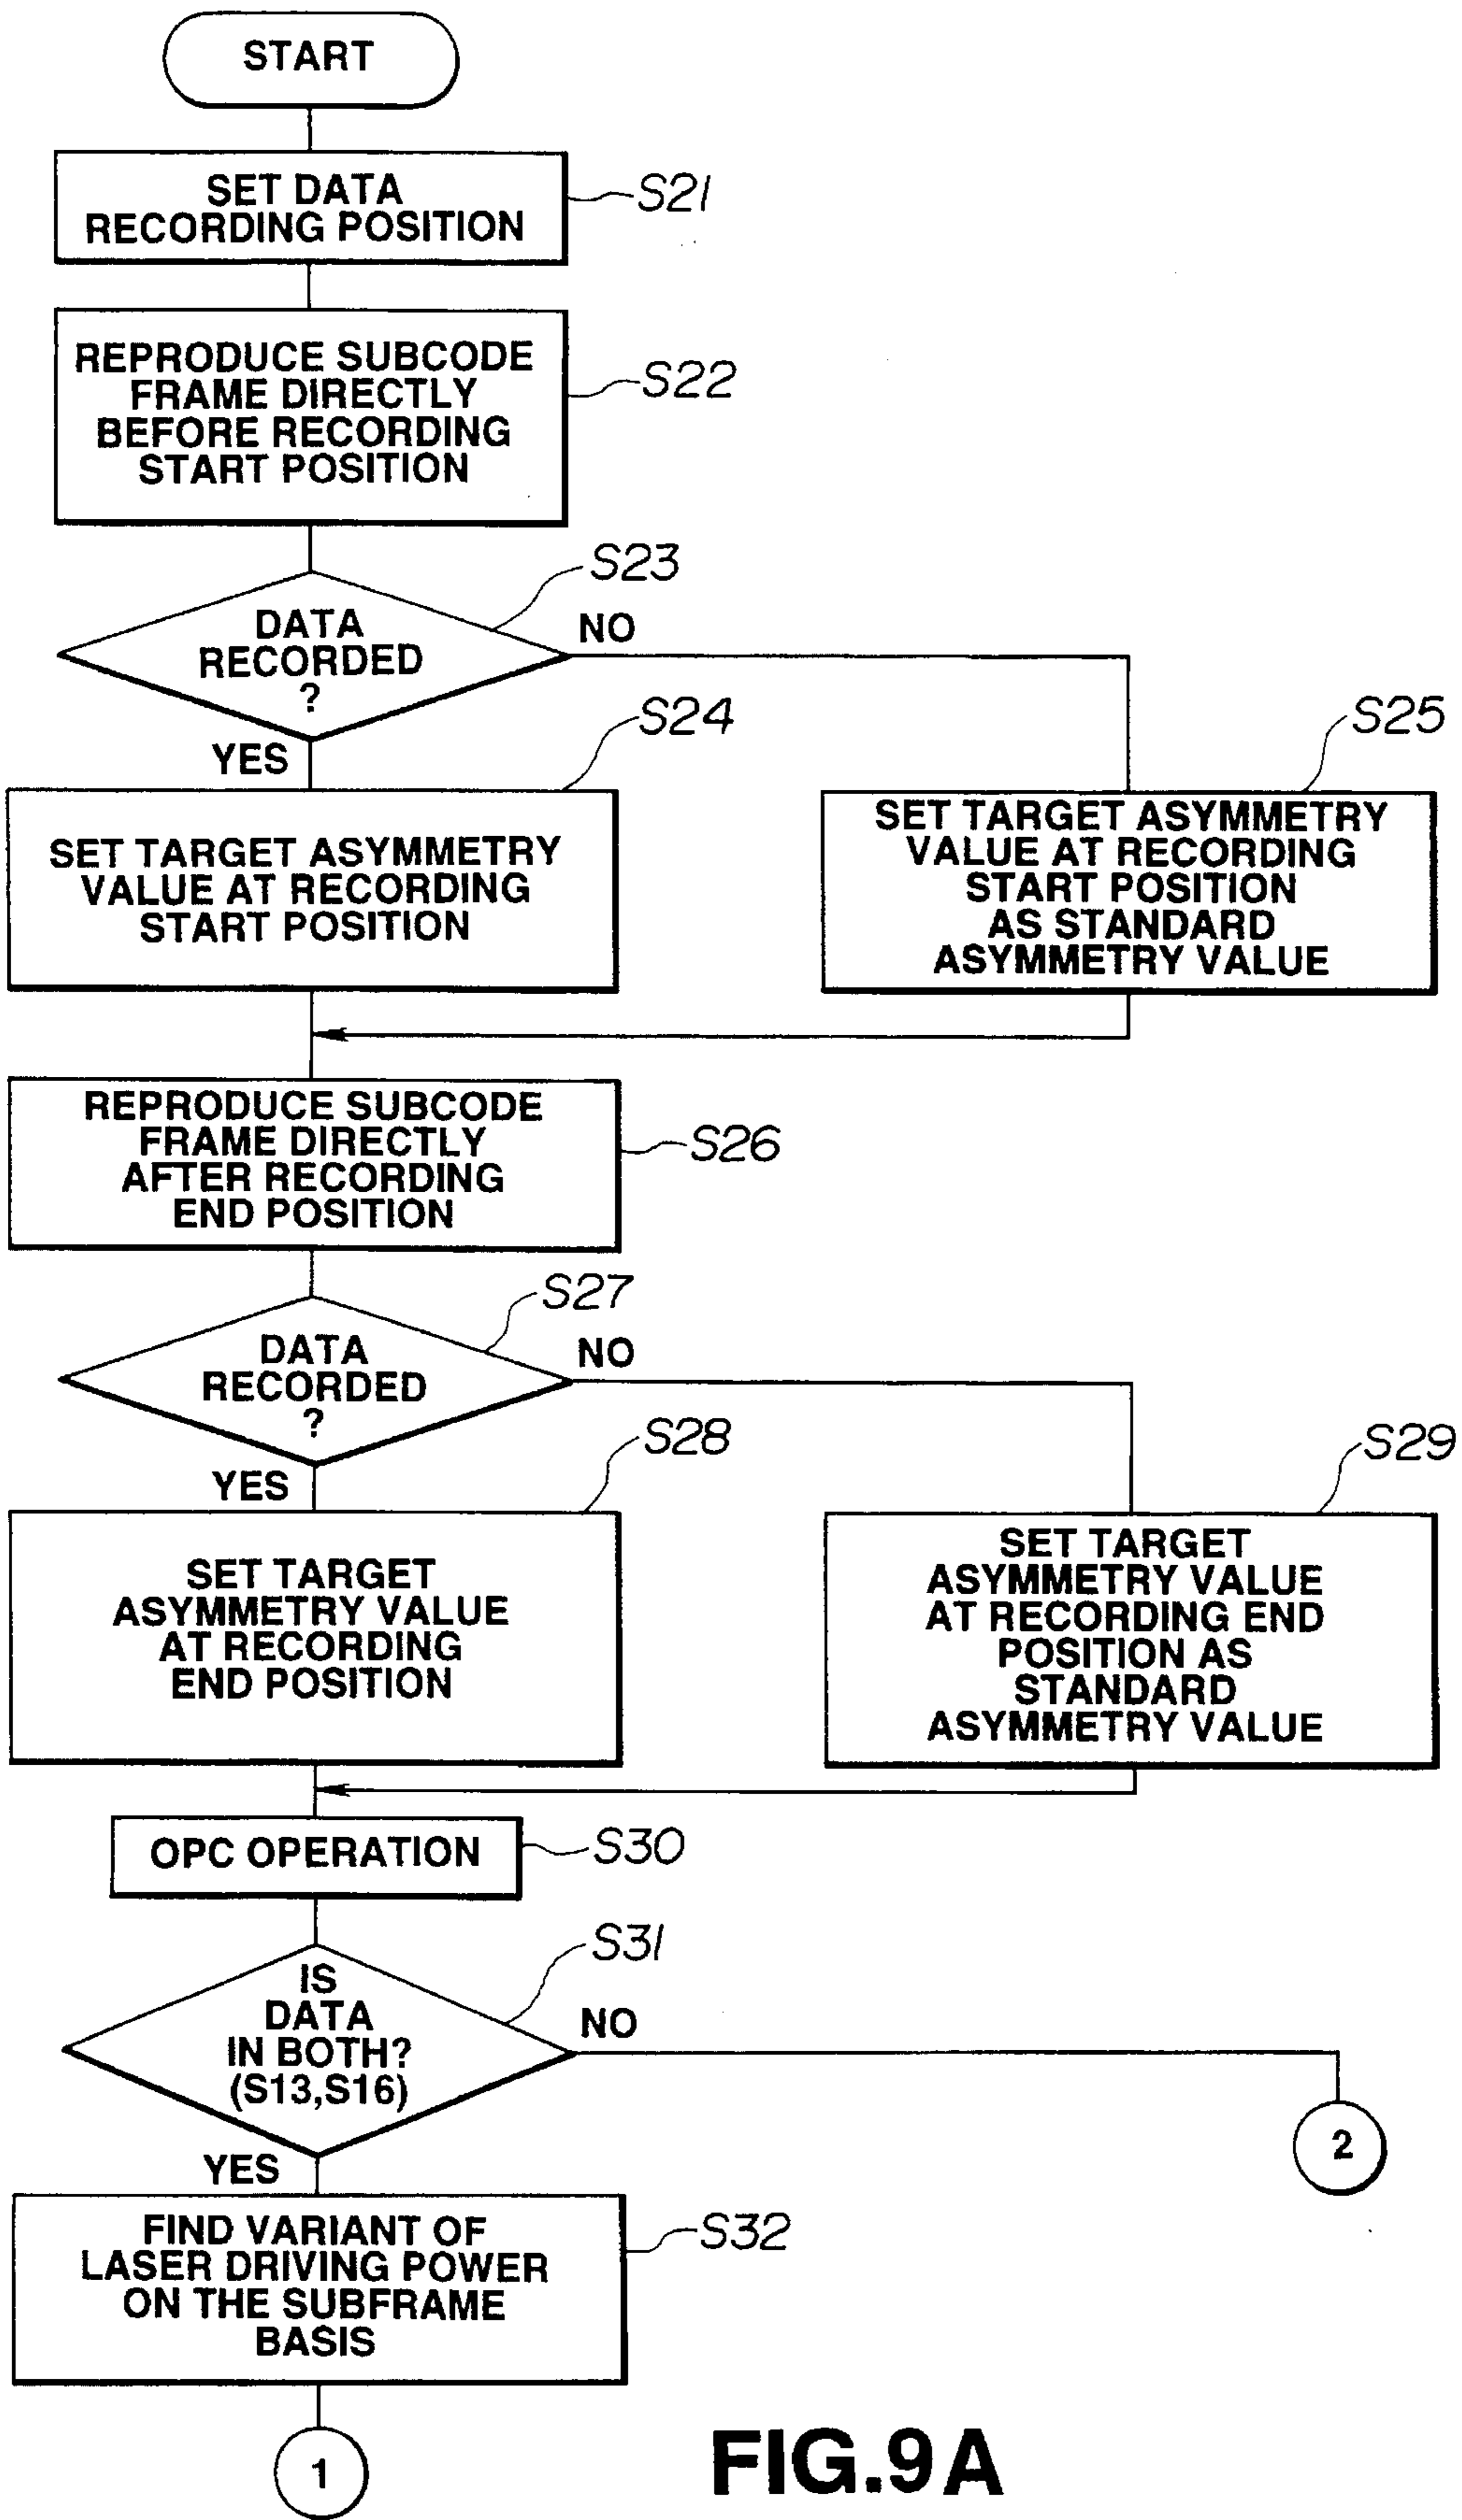 START
SET DATA
RECORDING POSITION
S21
REPRODUCE SUBCODE
FRAME DIRECTLY
BEFORE RECORDING
START POSITION
S22
S23
DATA
RECORDED
?
NO
YES
S24
SET TARGET ASYMMETRY
VALUE AT RECORDING
START POSITION
S25
SET TARGET ASYMMETRY
VALUE AT RECORDING
START POSITION
AS STANDARD
ASYMMETRY VALUE
REPRODUCE SUBCODE
FRAME DIRECTLY
AFTER RECORDING
END POSITION
S26
S27
DATA
RECORDED
?
NO
YES
S28
SET TARGET
ASYMMETRY VALUE
AT RECORDING
END POSITION
S29
SET TARGET
ASYMMETRY VALUE
AT RECORDING END
POSITION AS
STANDARD
ASYMMETRY VALUE
OPC OPERATION
S30
S31
IS
DATA
IN BOTH?
(S13,S16)
NO
2
YES
FIND VARIANT OF
LASER DRIVING POWER
ON THE SUBFRAME
BASIS
S32
1
FIG.9A